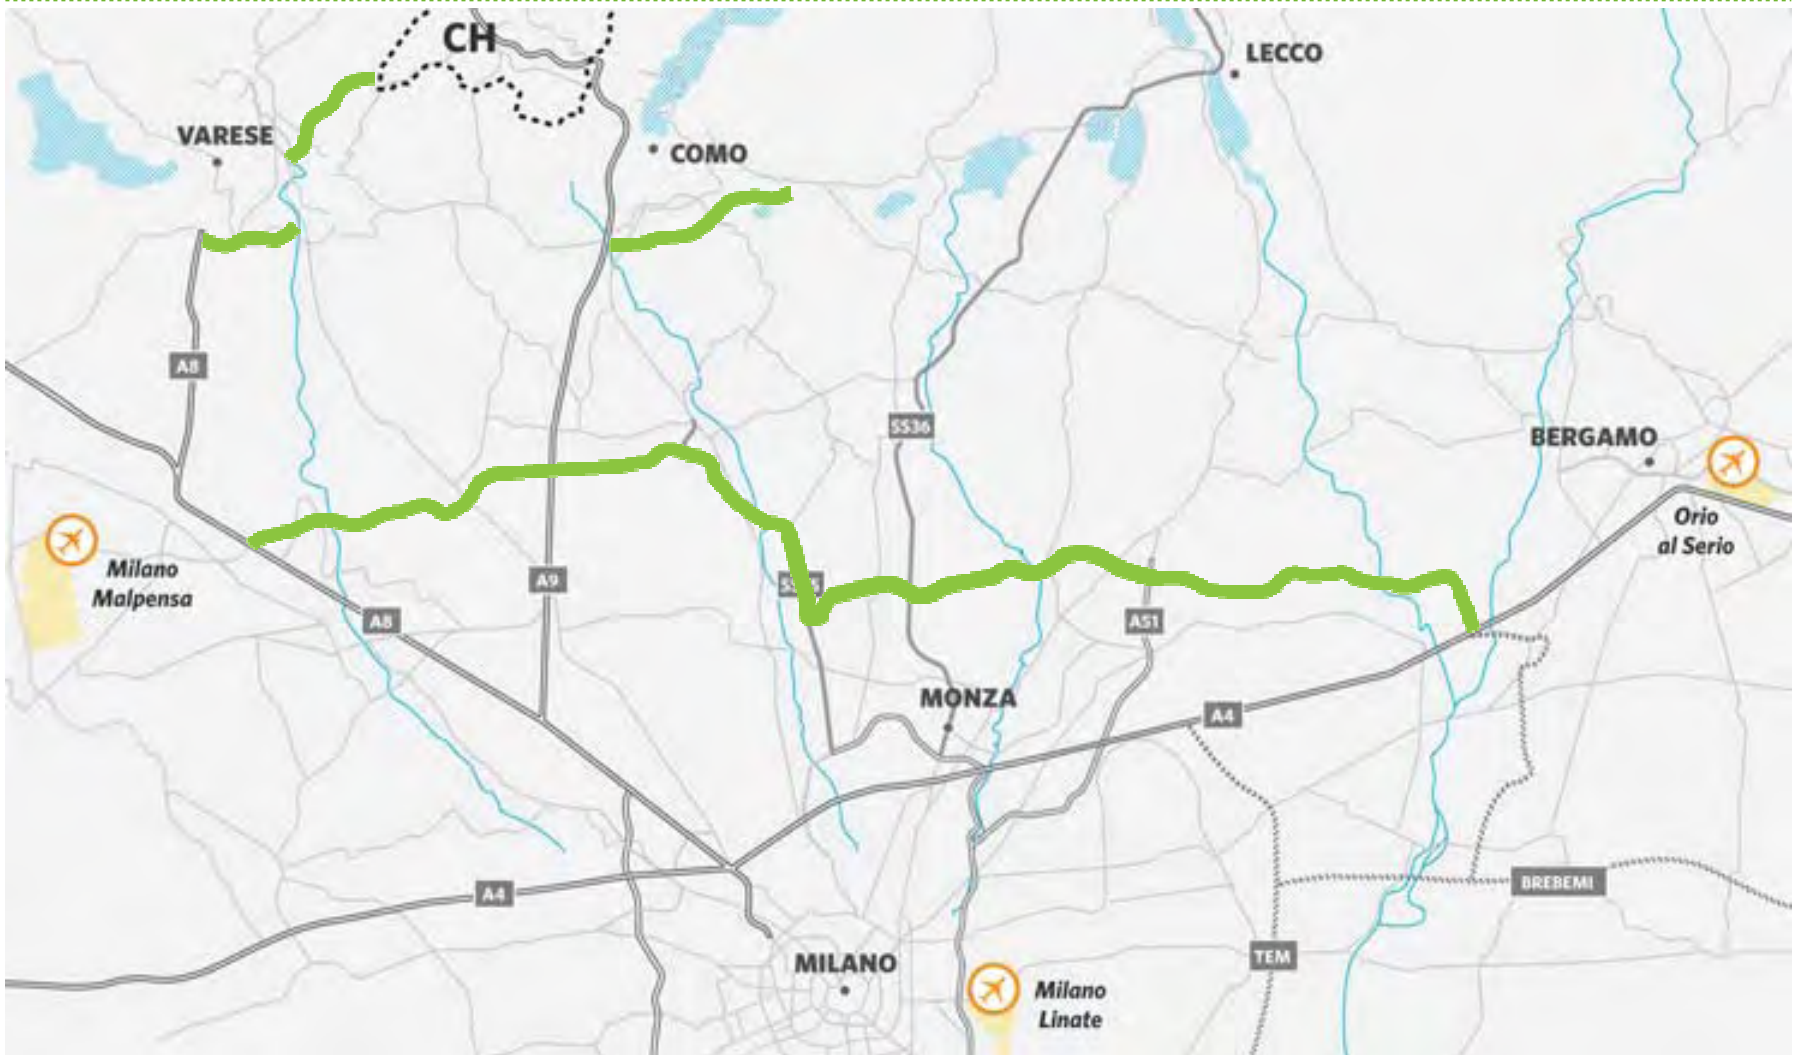 CH
LECCO
VARESE
COMO
A8
SS36
BERGAMO
Orio
al Serio
Milano
Malpensa
A9
A8
A51
MONZA
A4
A4
BREBEMI
MILANO
TEM
Milano
Linate